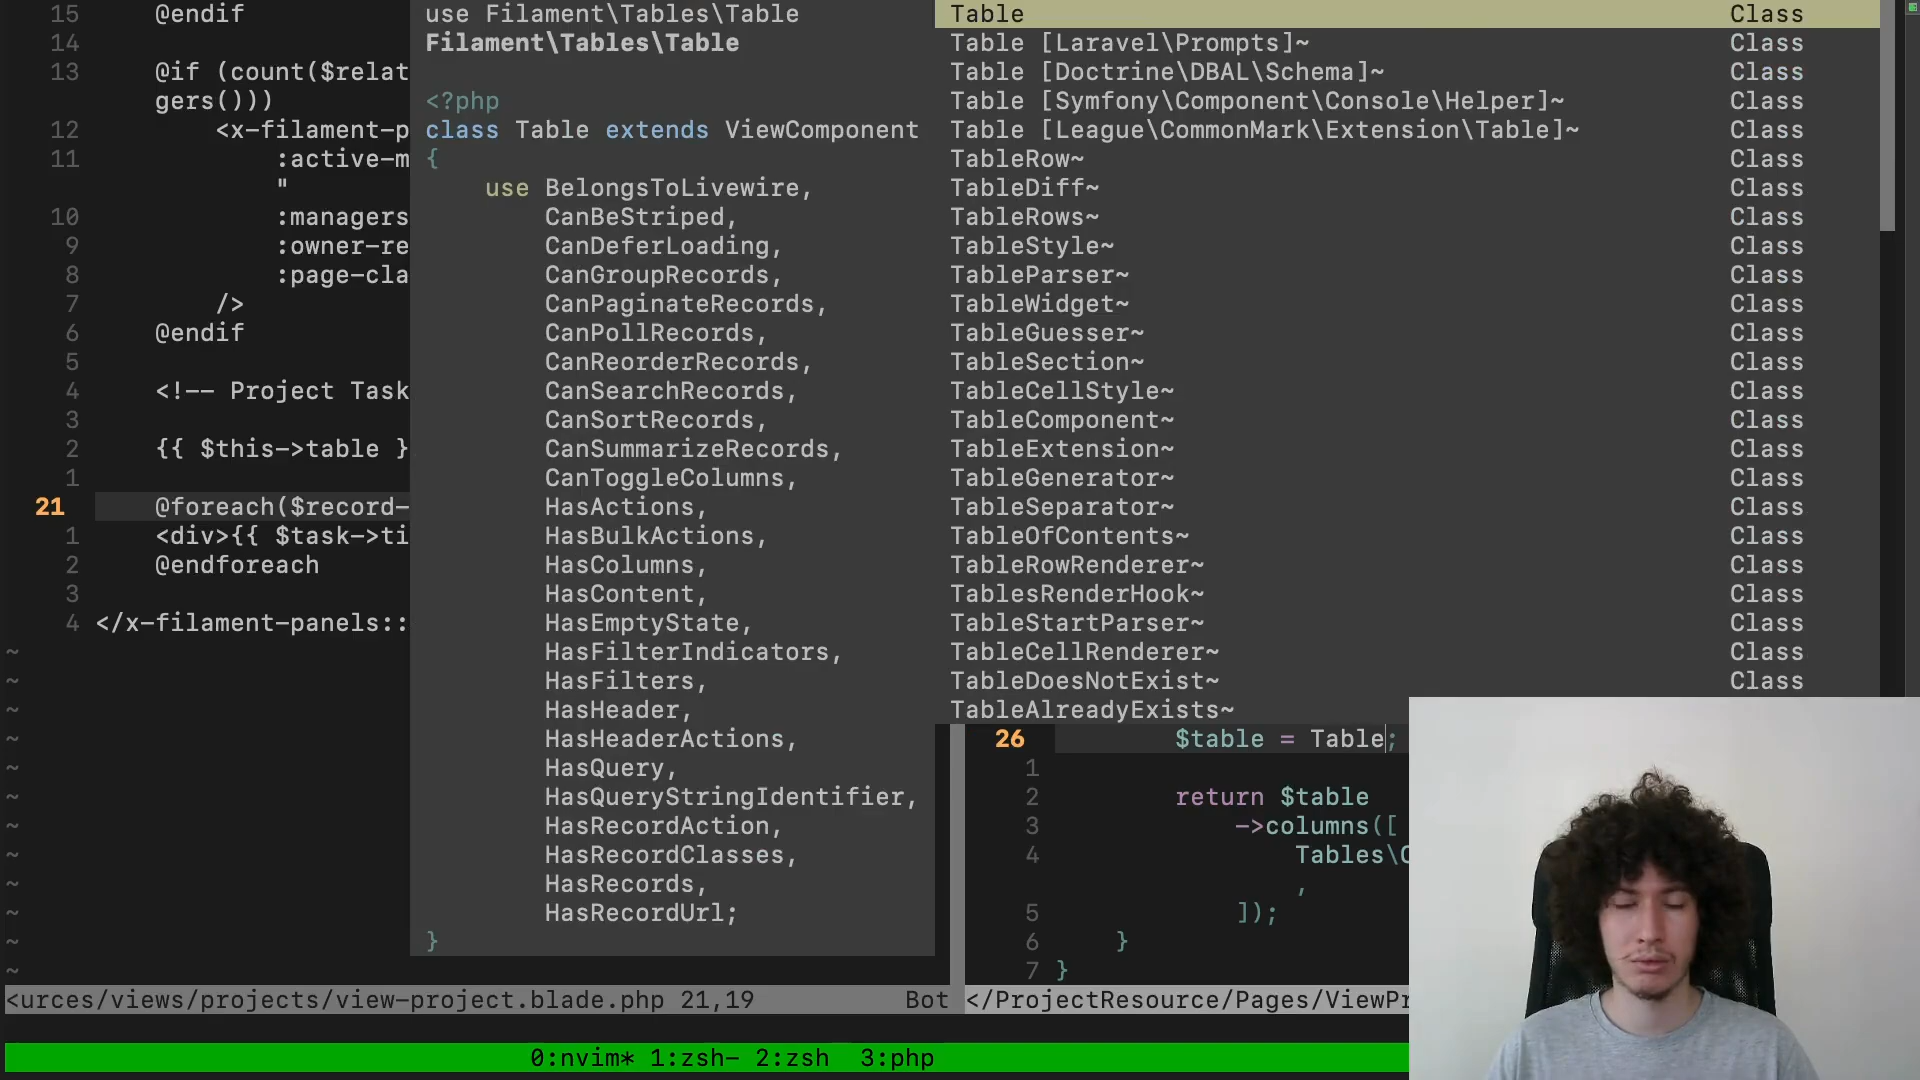 15 @endif
14
13 @if (count($relat
gers()))
12 <x-filament-p
11 :active-m
"
10 :managers
9 :owner-re
8 :page-cla
7 />
6 @endif
5
4 <!-- Project Task
3
2 {{ $this->table }
1
21 @foreach($record-
1 <div>{{ $task->ti
2 @endforeach
3
4 </x-filament-panels::
~
~
~
~
~
~
~
~
~
~
~
~
use Filament\Tables\Table
Filament\Tables\Table
<?php
class Table extends ViewComponent
{
use BelongsToLivewire,
CanBeStriped,
CanDeferLoading,
CanGroupRecords,
CanPaginateRecords,
CanPollRecords,
CanReorderRecords,
CanSearchRecords,
CanSortRecords,
CanSummarizeRecords,
CanToggleColumns,
HasActions,
HasBulkActions,
HasColumns,
HasContent,
HasEmptyState,
HasFilterIndicators,
HasFilters,
HasHeader,
HasHeaderActions,
HasQuery,
HasQueryStringIdentifier,
HasRecordAction,
HasRecordClasses,
HasRecords,
HasRecordUrl;
}
Table Class
Table [Laravel\Prompts]~ Class
Table [Doctrine\DBAL\Schema]~ Class
Table [Symfony\Component\Console\Helper]~ Class
Table [League\CommonMark\Extension\Table]~ Class
TableRow~ Class
TableDiff~ Class
TableRows~ Class
TableStyle~ Class
TableParser~ Class
TableWidget~ Class
TableGuesser~ Class
TableSection~ Class
TableCellStyle~ Class
TableComponent~ Class
TableExtension~ Class
TableGenerator~ Class
TableSeparator~ Class
TableOfContents~ Class
TableRowRenderer~ Class
TablesRenderHook~ Class
TableStartParser~ Class
TableCellRenderer~ Class
TableDoesNotExist~ Class
TableAlreadyExists~
26 $table = Table;
1
2 return $table
3 ->columns([
4 Tables\C
,
5 ]);
6 }
7 }
<urces/views/projects/view-project.blade.php 21,19 Bot
</ProjectResource/Pages/ViewPr
0:nvim* 1:zsh- 2:zsh 3:php